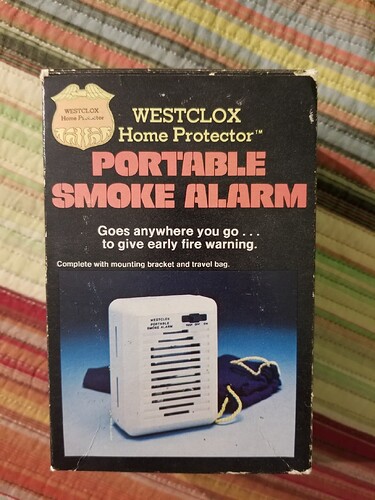 WESTCLOX
Home Protector
WESTCLOX
Home Protector™
PORTABLE
SMOKE ALARM
Goes anywhere you go . . .
to give early fire warning.
Complete with mounting bracket and travel bag.
WESTCLOX
PORTABLE
SMOKE ALARM